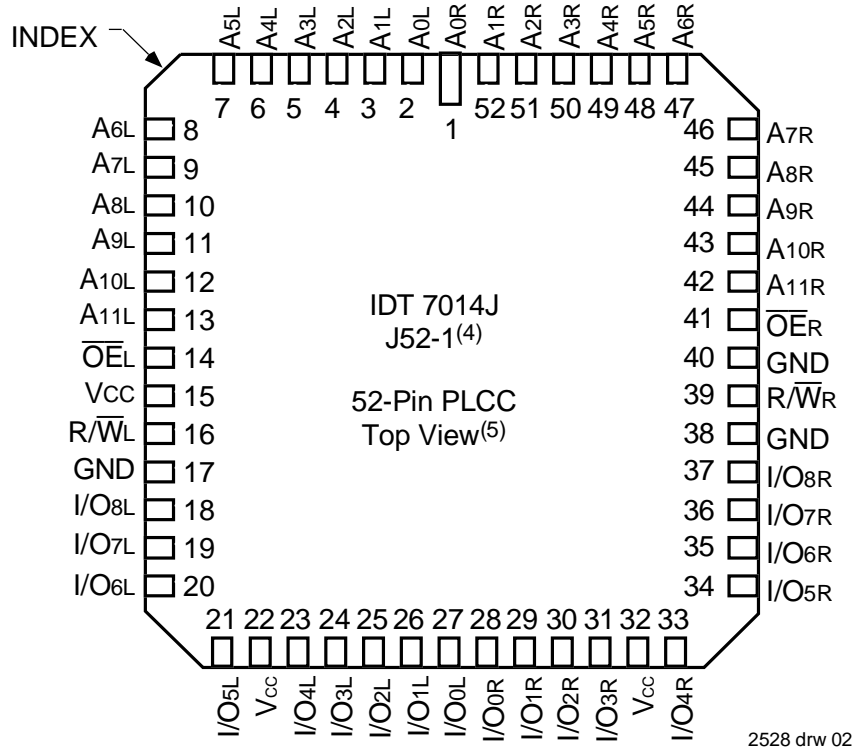 INDEX
A5L A4L A3L A2L A1L A0L A0R A1R A2R A3R A4R A5R A6R
7 6 5 4 3 2 1 52 51 50 49 48 47
A6L 8
A7L 9
A8L 10
A9L 11
A10L 12
A11L 13
O̅E̅L 14
VCC 15
R/W̅L 16
GND 17
I/O8L 18
I/O7L 19
I/O6L 20
IDT 7014J
J52-1(4)
52-Pin PLCC
Top View(5)
46 A7R
45 A8R
44 A9R
43 A10R
42 A11R
41 O̅E̅R
40 GND
39 R/W̅R
38 GND
37 I/O8R
36 I/O7R
35 I/O6R
34 I/O5R
21 22 23 24 25 26 27 28 29 30 31 32 33
I/O5L VCC I/O4L I/O3L I/O2L I/O1L I/O0L I/O0R I/O1R I/O2R I/O3R VCC I/O4R
2528 drw 02